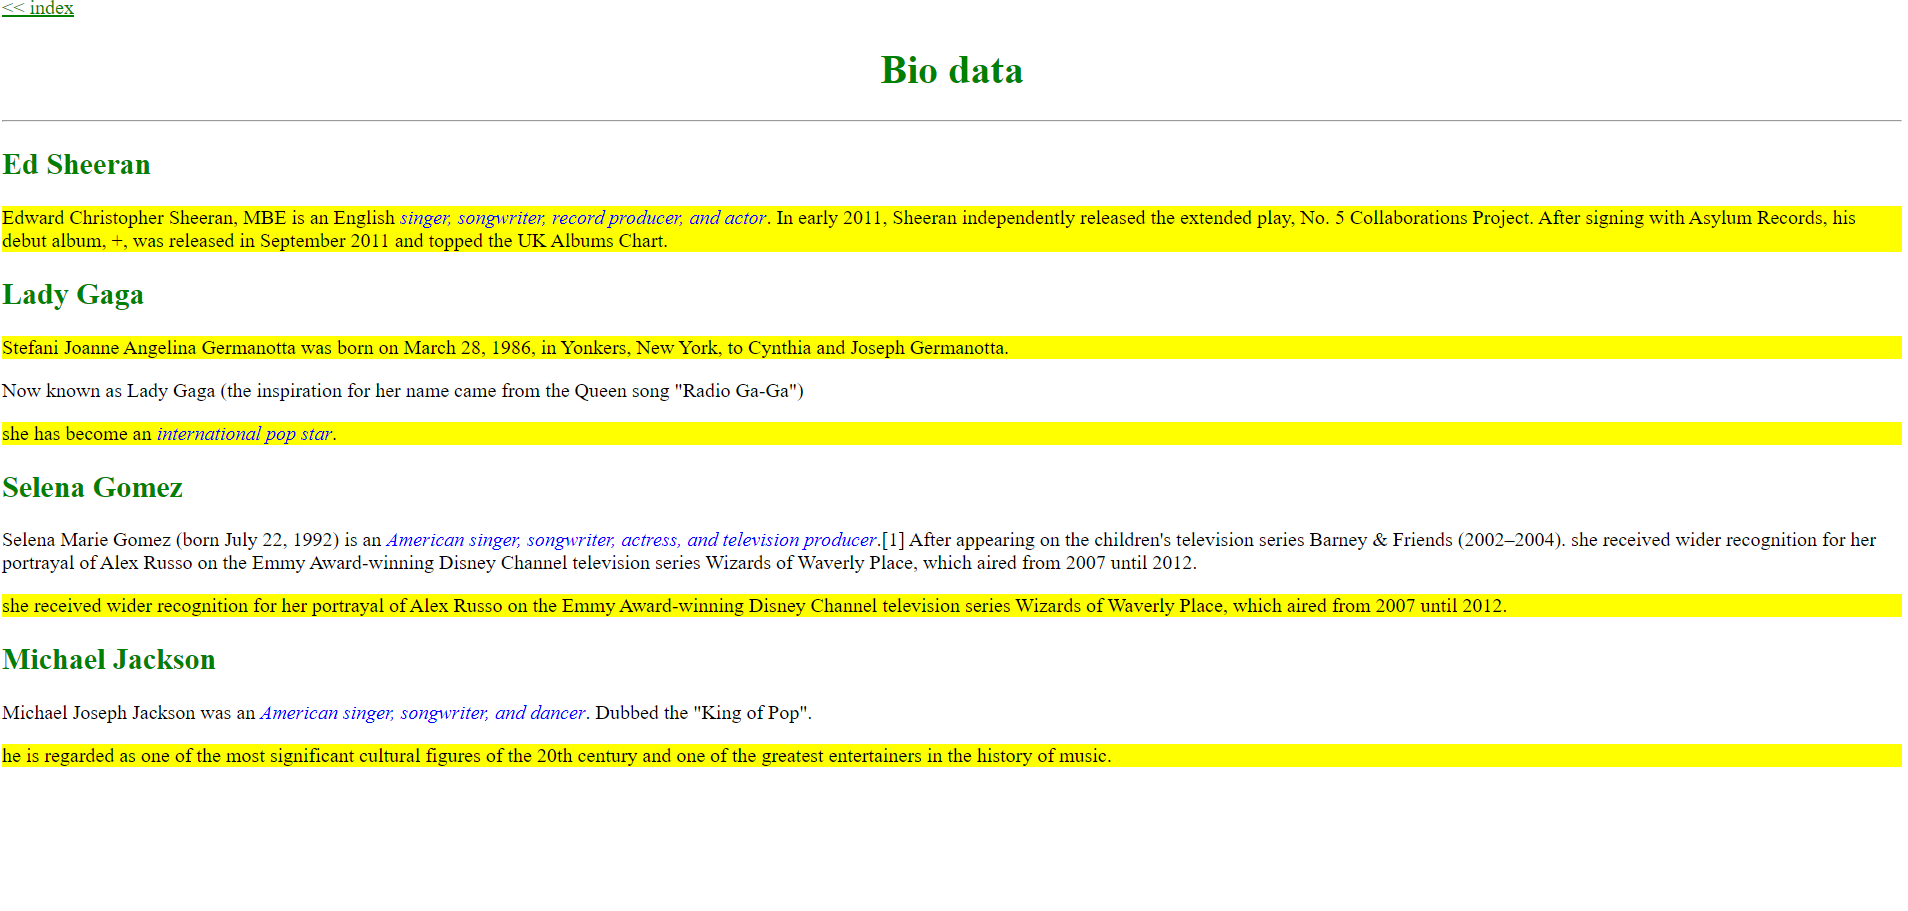 << index
Bio data
Ed Sheeran
Edward Christopher Sheeran, MBE is an English singer, songwriter, record producer, and actor. In early 2011, Sheeran independently released the extended play, No. 5 Collaborations Project. After signing with Asylum Records, his
debut album, +, was released in September 2011 and topped the UK Albums Chart.
Lady Gaga
Stefani Joanne Angelina Germanotta was born on March 28, 1986, in Yonkers, New York, to Cynthia and Joseph Germanotta.
Now known as Lady Gaga (the inspiration for her name came from the Queen song "Radio Ga-Ga")
she has become an international pop star.
Selena Gomez
Selena Marie Gomez (born July 22, 1992) is an American singer, songwriter, actress, and television producer.[1] After appearing on the children's television series Barney & Friends (2002–2004). she received wider recognition for her
portrayal of Alex Russo on the Emmy Award-winning Disney Channel television series Wizards of Waverly Place, which aired from 2007 until 2012.
she received wider recognition for her portrayal of Alex Russo on the Emmy Award-winning Disney Channel television series Wizards of Waverly Place, which aired from 2007 until 2012.
Michael Jackson
Michael Joseph Jackson was an American singer, songwriter, and dancer. Dubbed the "King of Pop".
he is regarded as one of the most significant cultural figures of the 20th century and one of the greatest entertainers in the history of music.